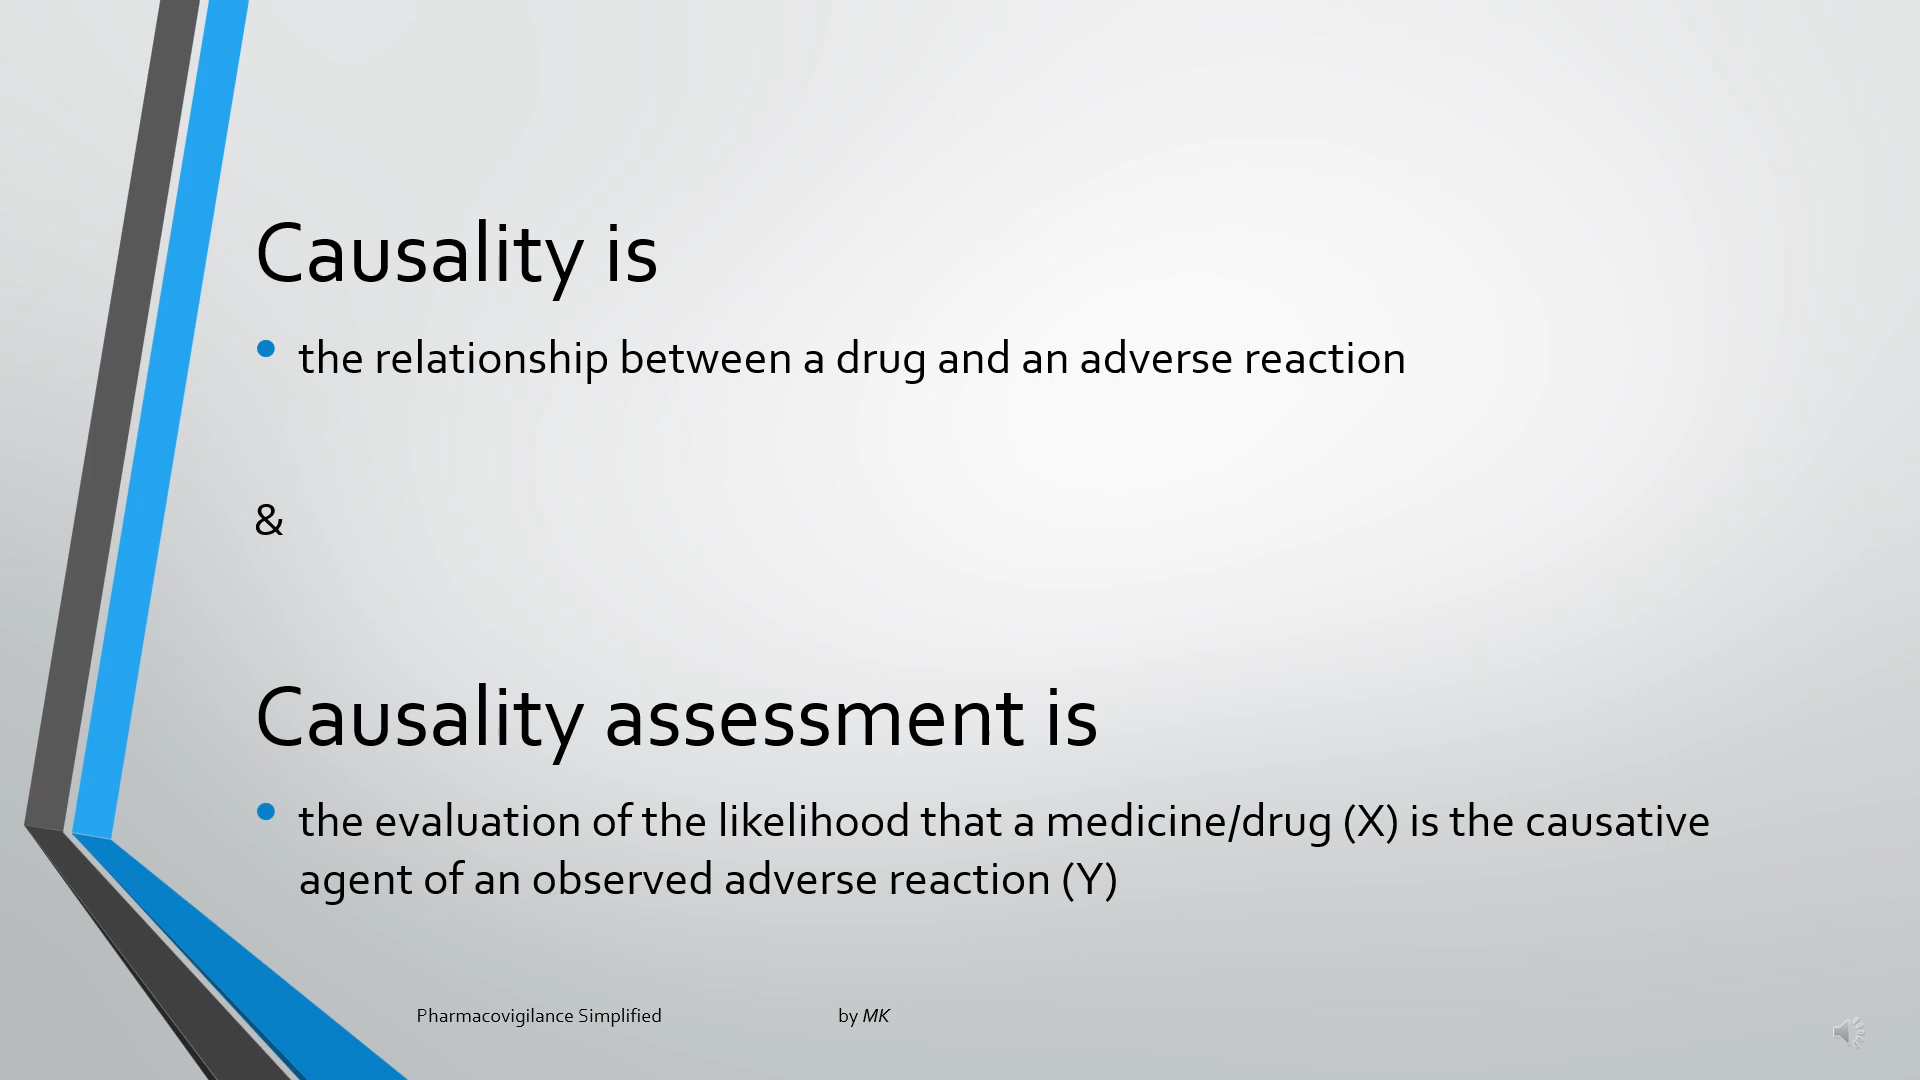 Causality is
• the relationship between a drug and an adverse reaction
&
Causality assessment is
• the evaluation of the likelihood that a medicine/drug (X) is the causative
agent of an observed adverse reaction (Y)
Pharmacovigilance Simplified by MK